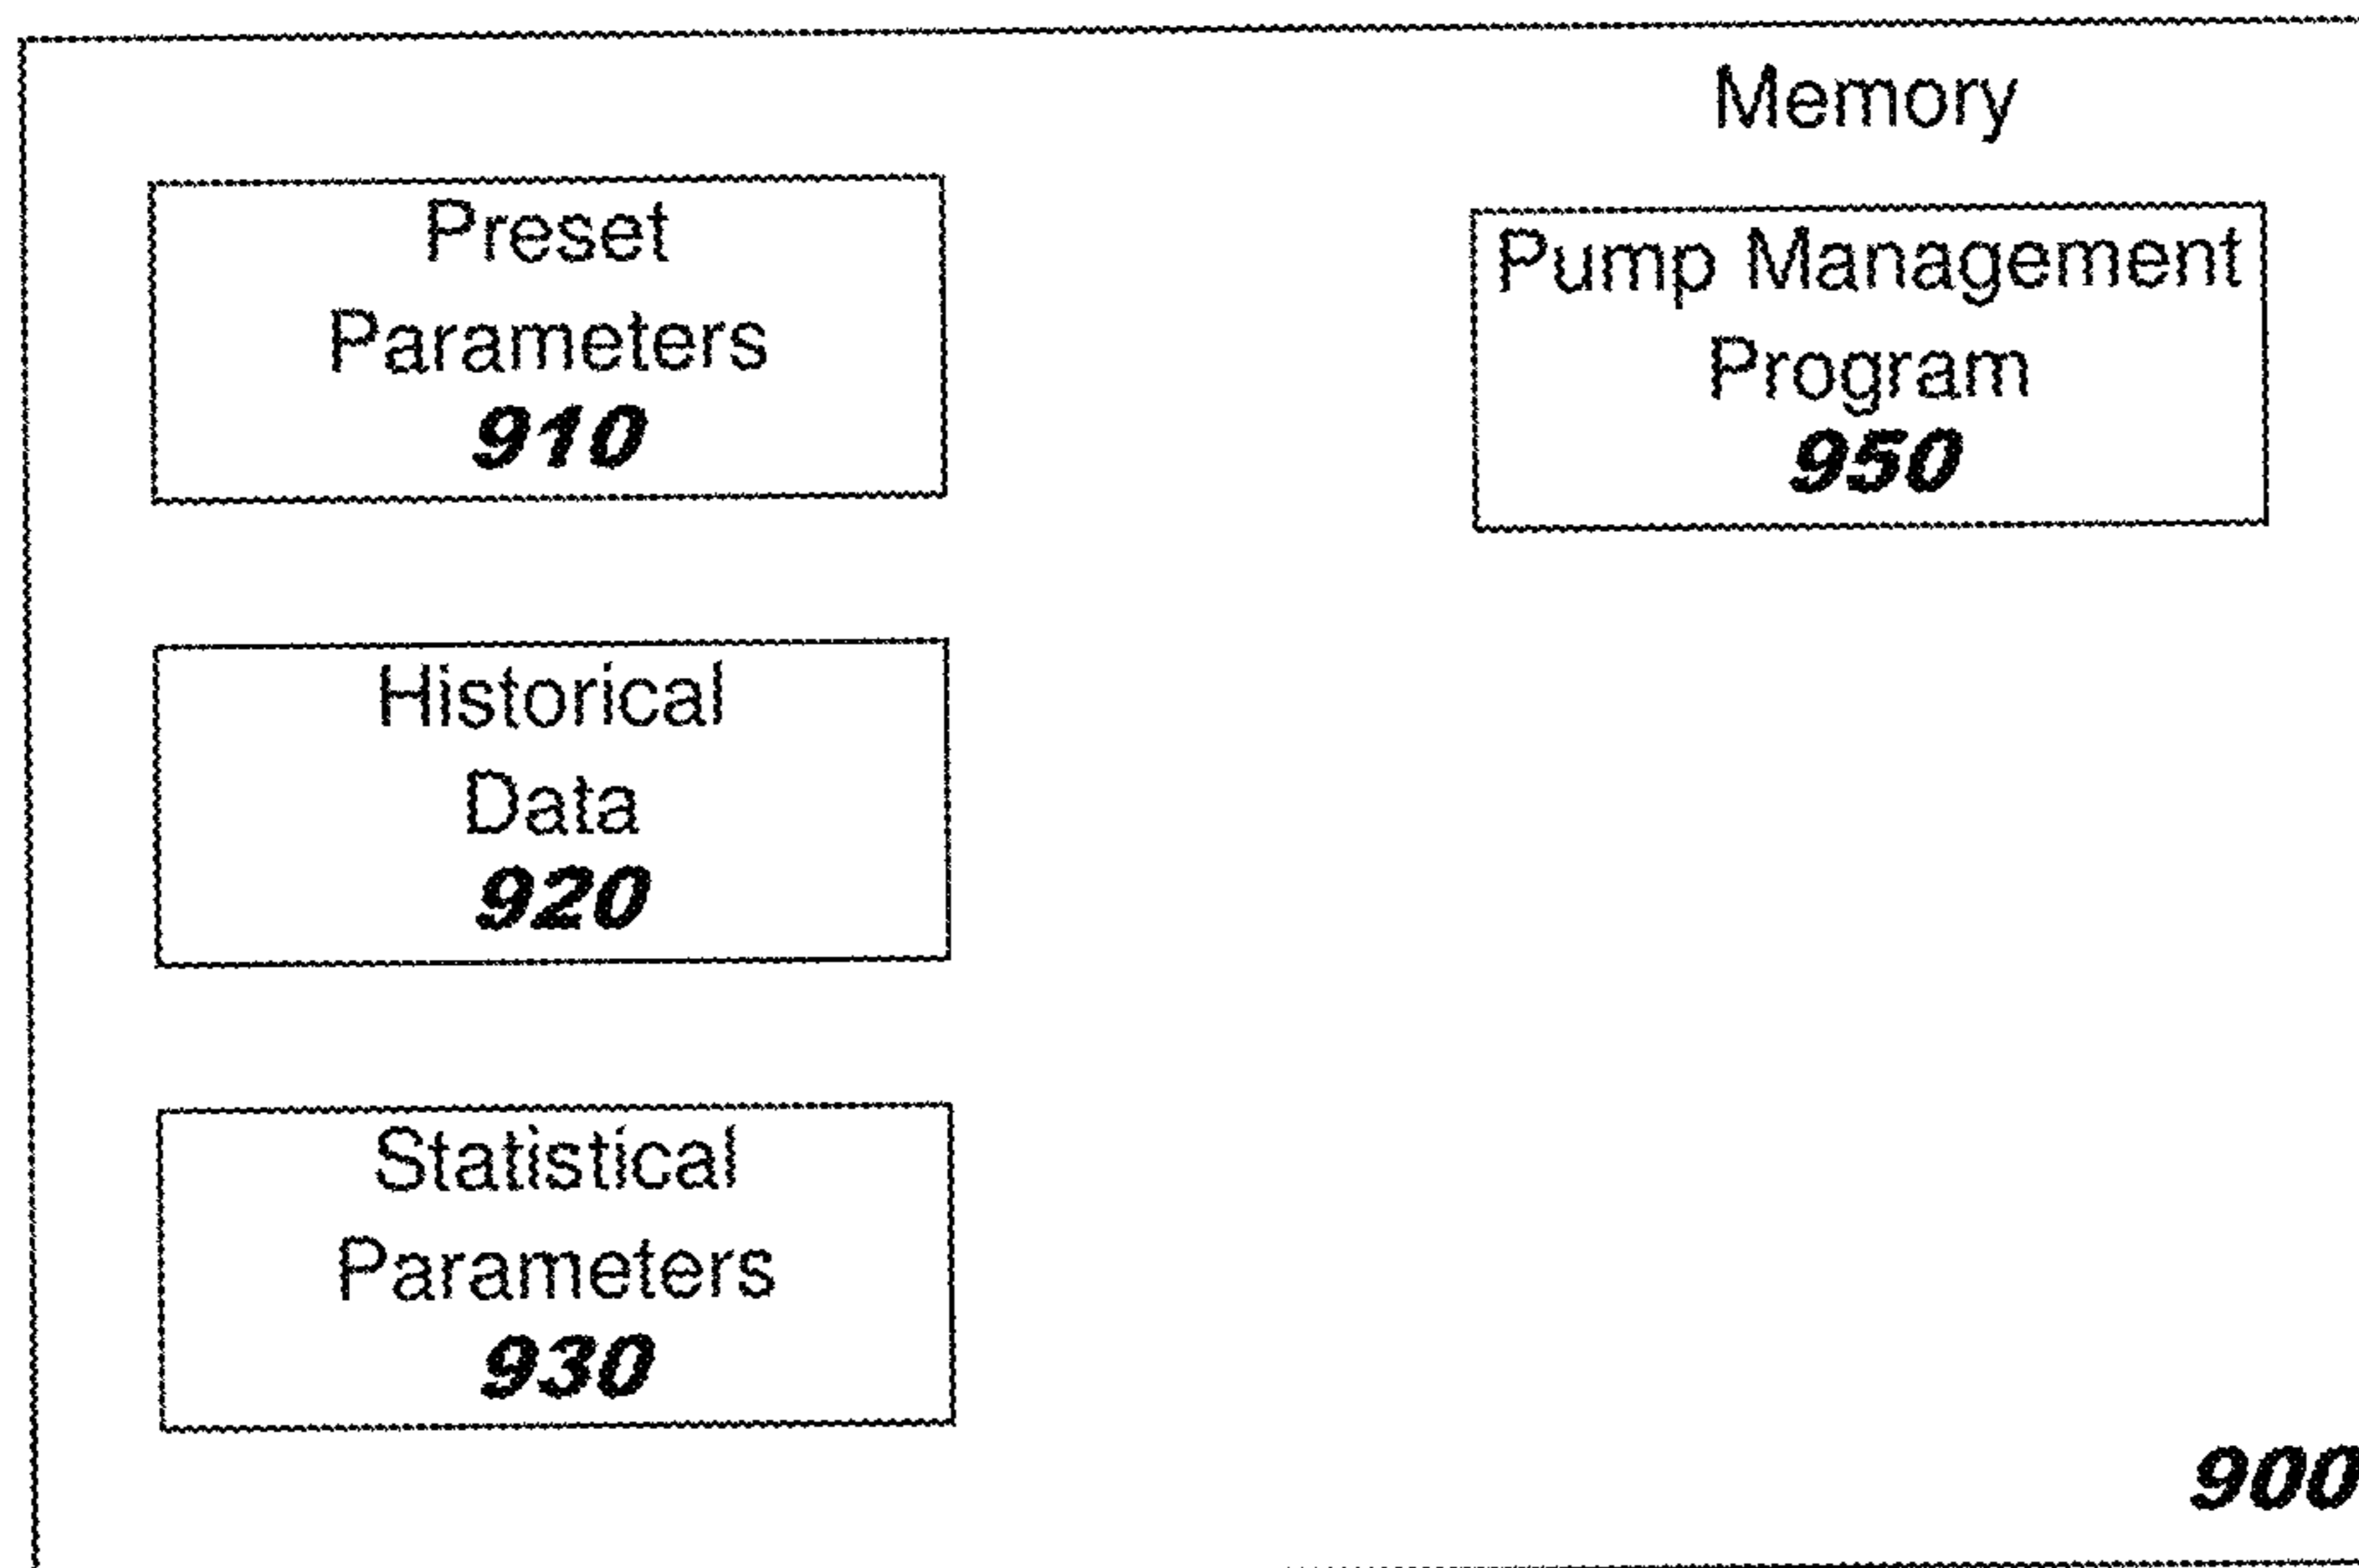 Memory
Preset
Parameters
910
Pump Management
Program
950
Historical
Data
920
Statistical
Parameters
930
900